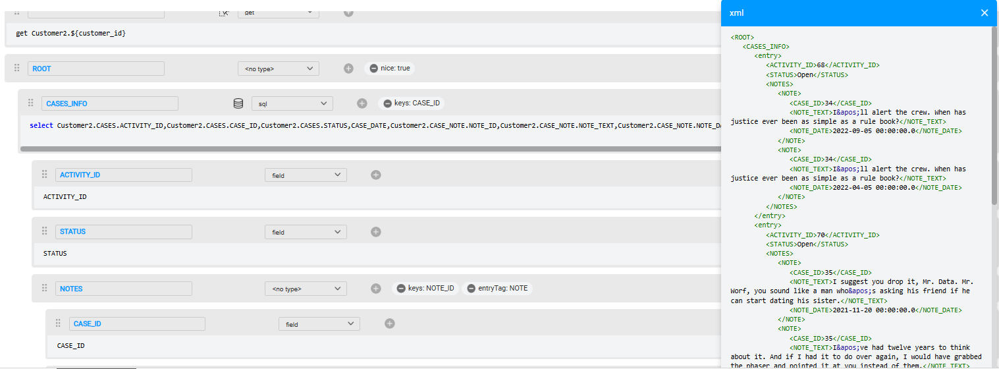 get
get Customer2.${customer_id}
ROOT
<no type>
nice: true
CASES_INFO
sql
keys: CASE_ID
select Customer2.CASES.ACTIVITY_ID,Customer2.CASES.CASE_ID,Customer2.CASES.STATUS,CASE_DATE,Customer2.CASE_NOTE.NOTE_ID,Customer2.CASE_NOTE.NOTE_TEXT,Customer2.CASE_NOTE.NOTE_DA
ACTIVITY_ID
field
ACTIVITY_ID
STATUS
field
STATUS
NOTES
<no type>
keys: NOTE_ID
entryTag: NOTE
CASE_ID
field
CASE_ID
xml
<ROOT>
<CASES_INFO>
<entry>
<ACTIVITY_ID>68</ACTIVITY_ID>
<STATUS>Open</STATUS>
<NOTES>
<NOTE>
<CASE_ID>34</CASE_ID>
<NOTE_TEXT>I&apos;ll alert the crew. When has
justice ever been as simple as a rule book?</NOTE_TEXT>
<NOTE_DATE>2022-09-05 00:00:00.0</NOTE_DATE>
</NOTE>
<NOTE>
<CASE_ID>34</CASE_ID>
<NOTE_TEXT>I&apos;ll alert the crew. When has
justice ever been as simple as a rule book?</NOTE_TEXT>
<NOTE_DATE>2022-04-05 00:00:00.0</NOTE_DATE>
</NOTE>
</NOTES>
</entry>
<entry>
<ACTIVITY_ID>70</ACTIVITY_ID>
<STATUS>Open</STATUS>
<NOTES>
<NOTE>
<CASE_ID>35</CASE_ID>
<NOTE_TEXT>I suggest you drop it, Mr. Data. Mr.
Worf, you sound like a man who&apos;s asking his friend if he
can start dating his sister.</NOTE_TEXT>
<NOTE_DATE>2021-11-20 00:00:00.0</NOTE_DATE>
</NOTE>
<NOTE>
<CASE_ID>35</CASE_ID>
<NOTE_TEXT>I&apos;ve had twelve years to think
about it. And if I had it to do over again, I would have grabbed
the phaser and pointed it at you instead of them.</NOTE_TEXT>